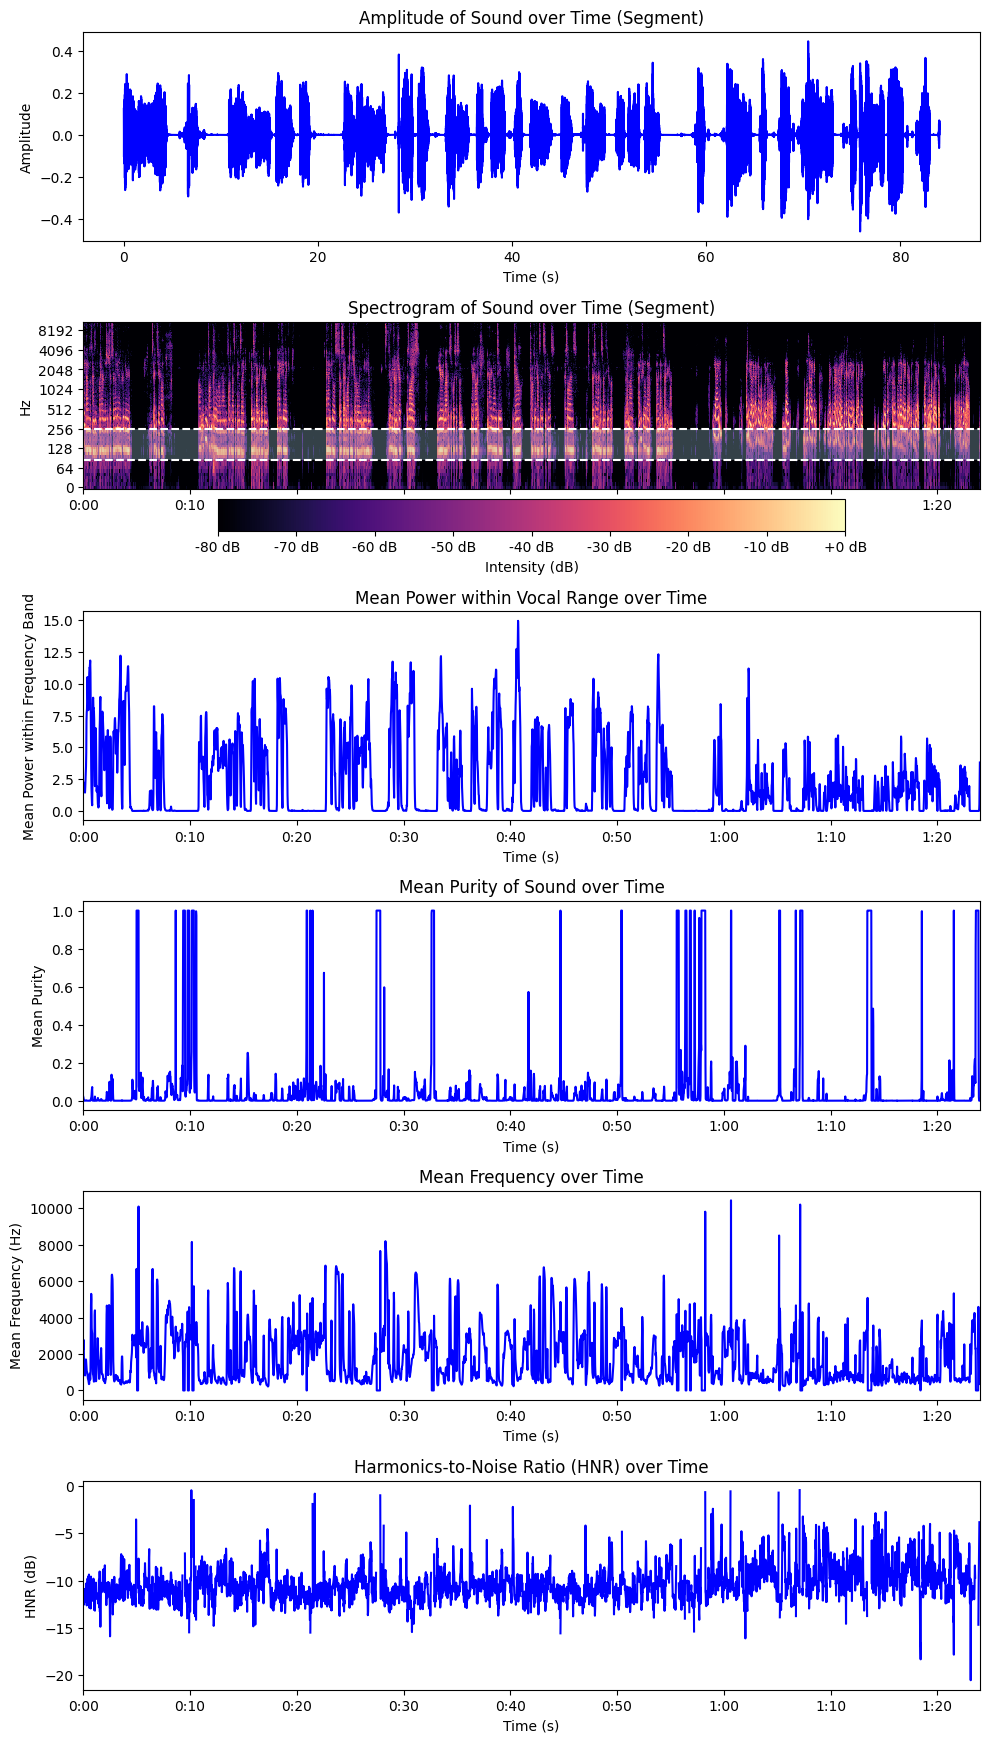 Amplitude of Sound over Time (Segment)
Amplitude
0.4
0.2
0.0
−0.2
−0.4
0 20 40 60 80
Time (s)
Spectrogram of Sound over Time (Segment)
Hz
8192
4096
2048
1024
512
256
128
64
0
0:00 0:10 1:20
-80 dB -70 dB -60 dB -50 dB -40 dB -30 dB -20 dB -10 dB +0 dB
Intensity (dB)
Mean Power within Vocal Range over Time
Mean Power within Frequency Band
15.0
12.5
10.0
7.5
5.0
2.5
0.0
0:00 0:10 0:20 0:30 0:40 0:50 1:00 1:10 1:20
Time (s)
Mean Purity of Sound over Time
Mean Purity
1.0
0.8
0.6
0.4
0.2
0.0
0:00 0:10 0:20 0:30 0:40 0:50 1:00 1:10 1:20
Time (s)
Mean Frequency over Time
Mean Frequency (Hz)
10000
8000
6000
4000
2000
0
0:00 0:10 0:20 0:30 0:40 0:50 1:00 1:10 1:20
Time (s)
Harmonics-to-Noise Ratio (HNR) over Time
HNR (dB)
0
−5
−10
−15
−20
0:00 0:10 0:20 0:30 0:40 0:50 1:00 1:10 1:20
Time (s)